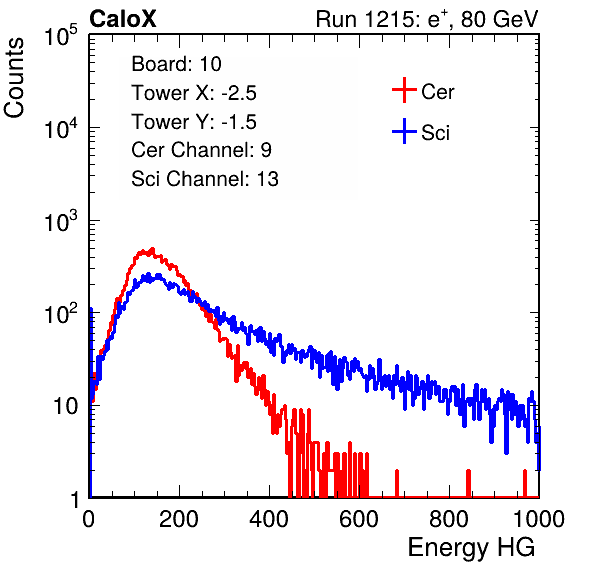 CaloX Run 1215: e⁺, 80 GeV
Counts
10⁵
10⁴
10³
10²
10
1
Board: 10
Tower X: -2.5
Tower Y: -1.5
Cer Channel: 9
Sci Channel: 13
Cer
Sci
0 200 400 600 800 1000
Energy HG